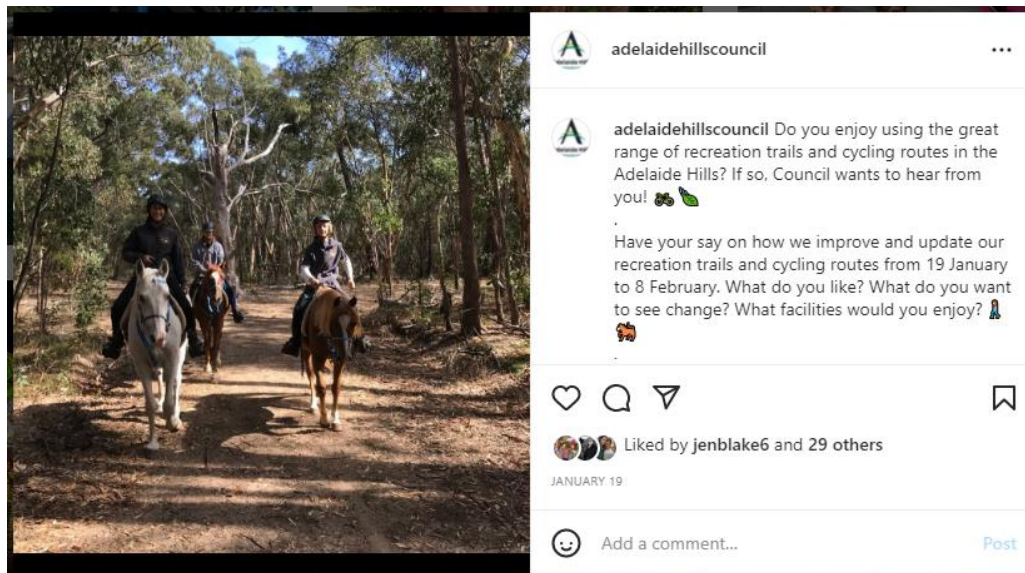 adelaidehillscouncil
adelaidehillscouncil Do you enjoy using the great
range of recreation trails and cycling routes in the
Adelaide Hills? If so, Council wants to hear from
you! 🚲🍃
.
Have your say on how we improve and update our
recreation trails and cycling routes from 19 January
to 8 February. What do you like? What do you want
to see change? What facilities would you enjoy? 🚶
🐕
.
Liked by jenblake6 and 29 others
JANUARY 19
Add a comment...
Post